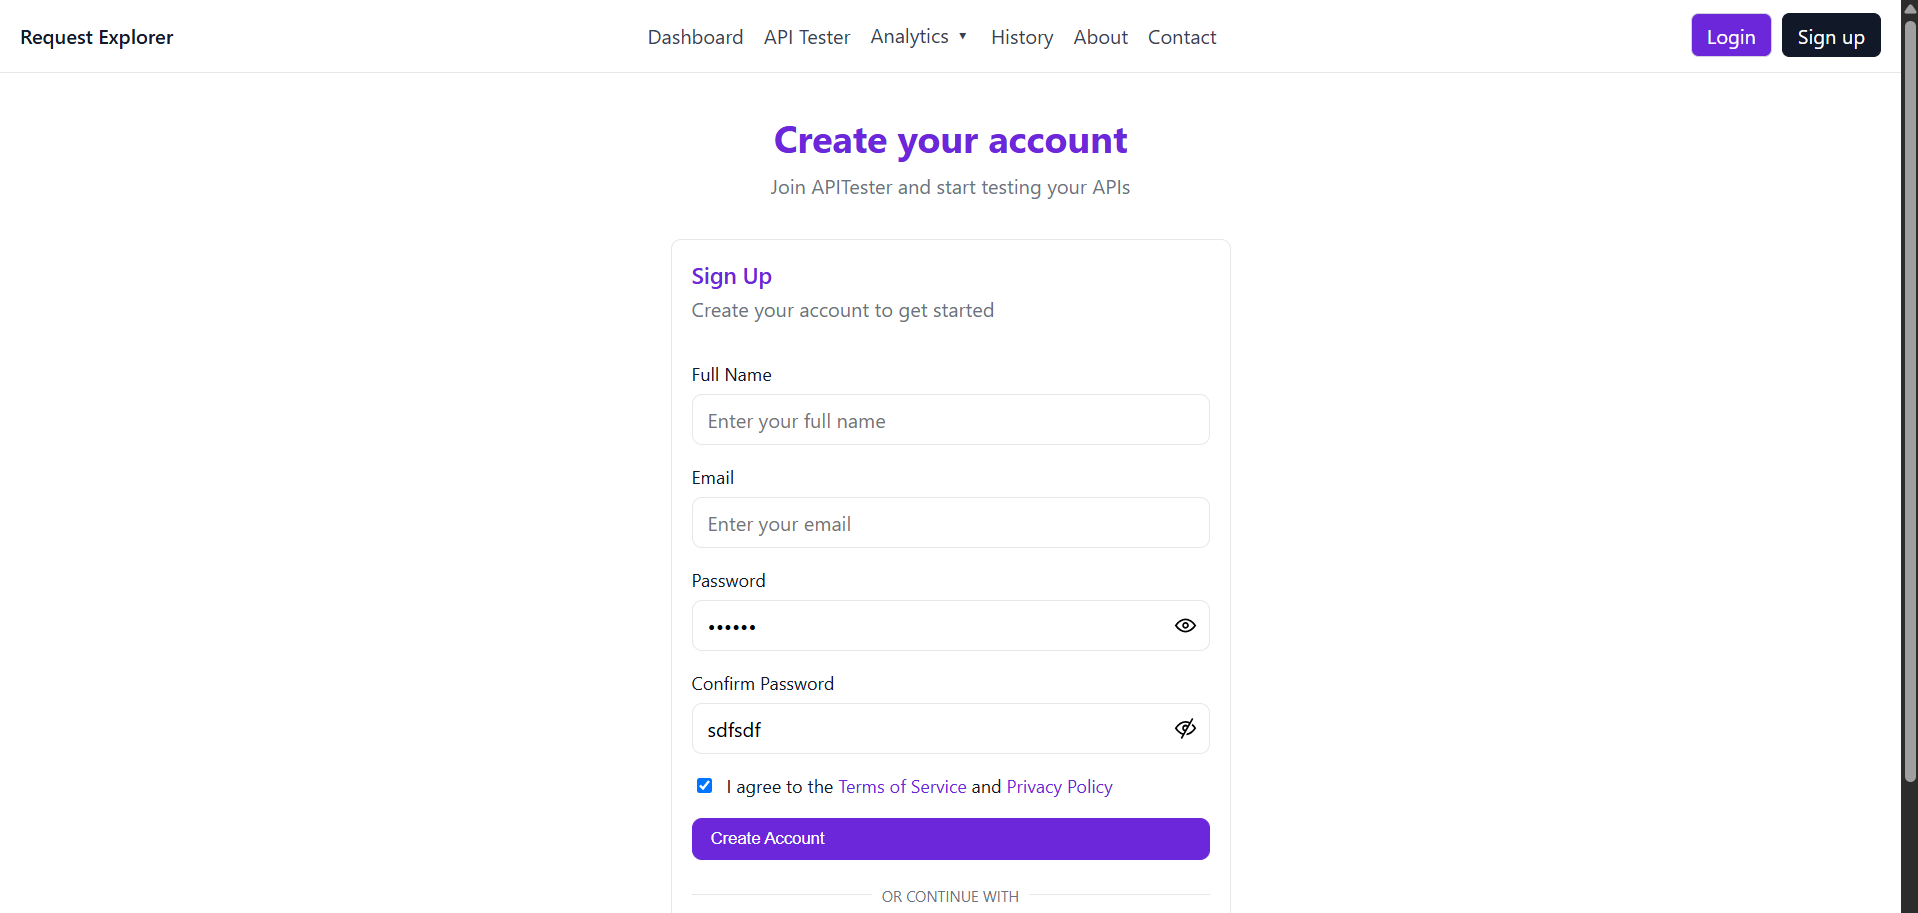 Request Explorer
Dashboard API Tester Analytics ▼ History About Contact
Login Sign up
Create your account
Join APITester and start testing your APIs
Sign Up
Create your account to get started
Full Name
Enter your full name
Email
Enter your email
Password
••••••
Confirm Password
sdfsdf
I agree to the Terms of Service and Privacy Policy
Create Account
OR CONTINUE WITH